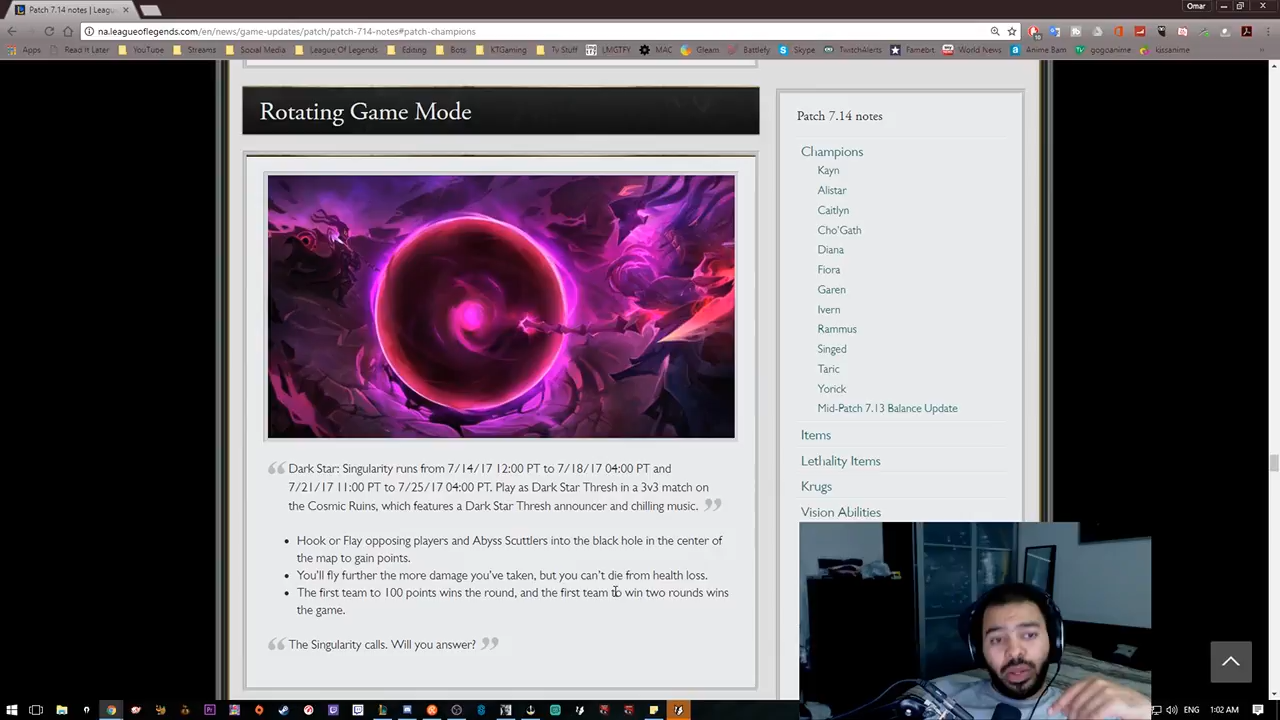 Patch 7.14 notes | Leagu
Omar
na.leagueoflegends.com/en/news/game-updates/patch/patch-714-notes#patch-champions
Apps
Read It Later
YouTube
Streams
Social Media
League Of Legends
Editing
Bots
KTGaming
Tv Stuff
LMGTFY
MAC
Gleam
Battlefy
Skype
TwitchAlerts
Famebit
World News
Anime Bam
gogoanime
kissanime
Rotating Game Mode
Dark Star: Singularity runs from 7/14/17 12:00 PT to 7/18/17 04:00 PT and
7/21/17 11:00 PT to 7/25/17 04:00 PT. Play as Dark Star Thresh in a 3v3 match on
the Cosmic Ruins, which features a Dark Star Thresh announcer and chilling music.
• Hook or Flay opposing players and Abyss Scuttlers into the black hole in the center of
the map to gain points.
• You'll fly further the more damage you've taken, but you can't die from health loss.
• The first team to 100 points wins the round, and the first team to win two rounds wins
the game.
The Singularity calls. Will you answer?
Patch 7.14 notes
Champions
Kayn
Alistar
Caitlyn
Cho'Gath
Diana
Fiora
Garen
Ivern
Rammus
Singed
Taric
Yorick
Mid-Patch 7.13 Balance Update
Items
Lethality Items
Krugs
Vision Abilities
ENG
1:02 AM